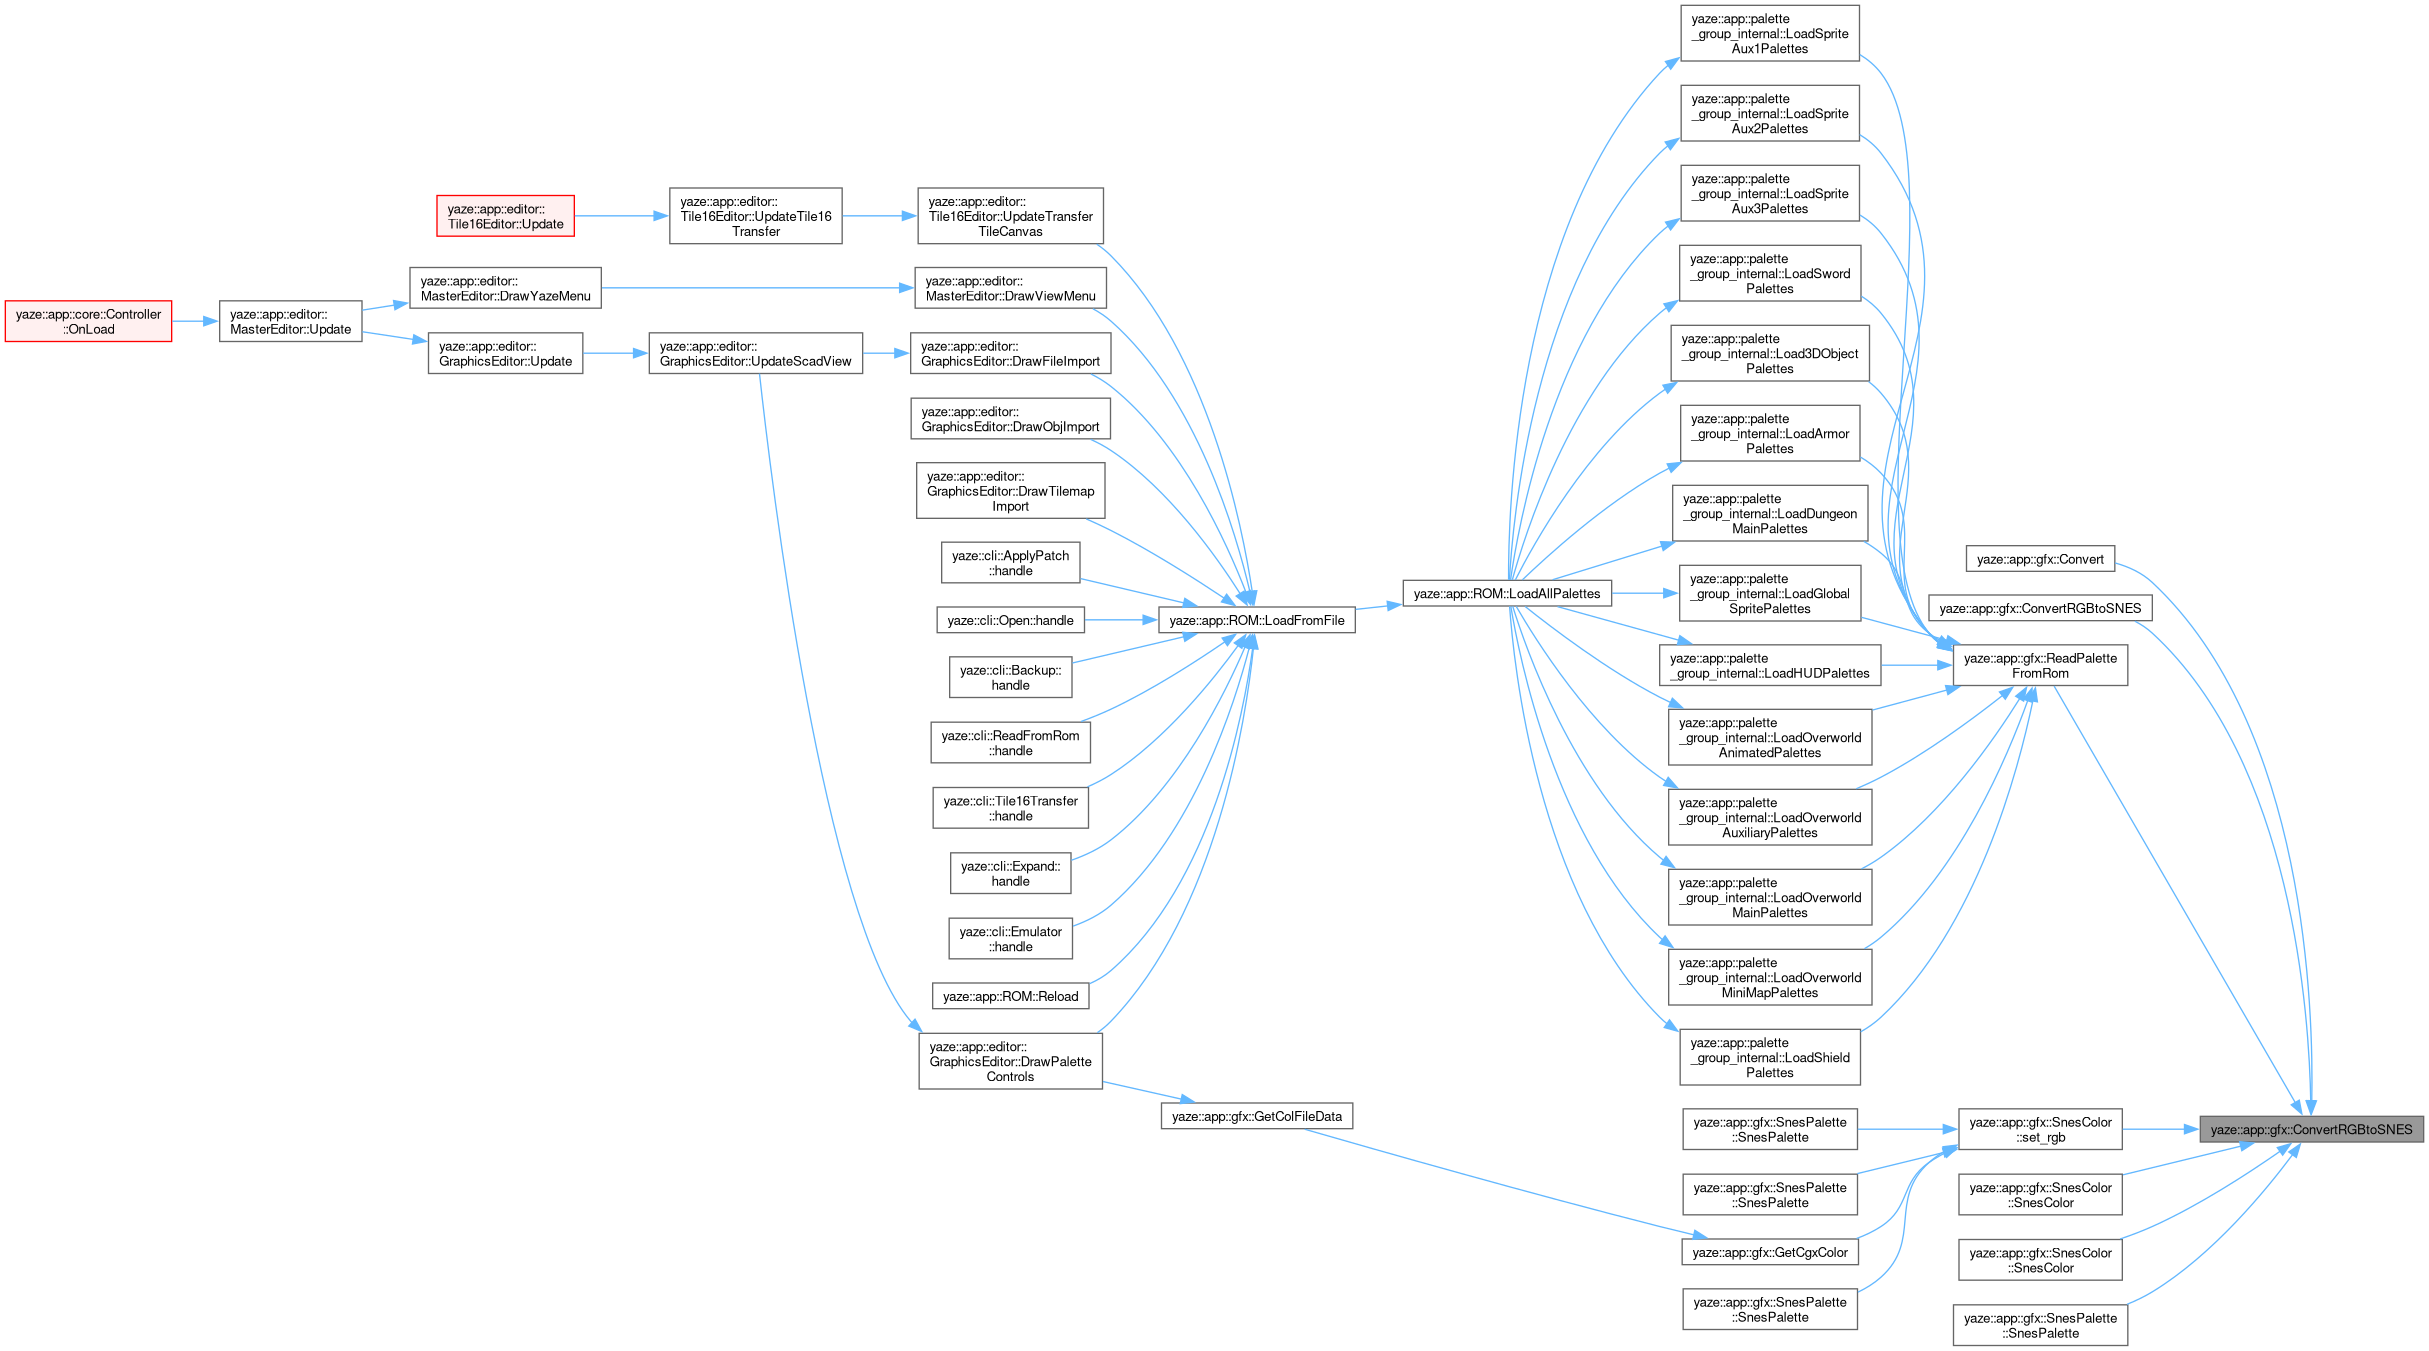 yaze::app::palette
_group_internal::LoadSprite
Aux1Palettes
yaze::app::palette
_group_internal::LoadSprite
Aux2Palettes
yaze::app::palette
_group_internal::LoadSprite
Aux3Palettes
yaze::app::editor::
Tile16Editor::Update
yaze::app::editor::
Tile16Editor::UpdateTile16
Transfer
yaze::app::editor::
Tile16Editor::UpdateTransfer
TileCanvas
yaze::app::palette
_group_internal::LoadSword
Palettes
yaze::app::core::Controller
::OnLoad
yaze::app::editor::
MasterEditor::Update
yaze::app::editor::
MasterEditor::DrawYazeMenu
yaze::app::editor::
MasterEditor::DrawViewMenu
yaze::app::editor::
GraphicsEditor::Update
yaze::app::editor::
GraphicsEditor::UpdateScadView
yaze::app::editor::
GraphicsEditor::DrawFileImport
yaze::app::palette
_group_internal::Load3DObject
Palettes
yaze::app::editor::
GraphicsEditor::DrawObjImport
yaze::app::palette
_group_internal::LoadArmor
Palettes
yaze::app::editor::
GraphicsEditor::DrawTilemap
Import
yaze::app::palette
_group_internal::LoadDungeon
MainPalettes
yaze::cli::ApplyPatch
::handle
yaze::app::gfx::Convert
yaze::app::ROM::LoadAllPalettes
yaze::app::palette
_group_internal::LoadGlobal
SpritePalettes
yaze::app::gfx::ConvertRGBtoSNES
yaze::cli::Open::handle
yaze::app::ROM::LoadFromFile
yaze::cli::Backup::
handle
yaze::app::palette
_group_internal::LoadHUDPalettes
yaze::app::gfx::ReadPalette
FromRom
yaze::cli::ReadFromRom
::handle
yaze::app::palette
_group_internal::LoadOverworld
AnimatedPalettes
yaze::cli::Tile16Transfer
::handle
yaze::app::palette
_group_internal::LoadOverworld
AuxiliaryPalettes
yaze::cli::Expand::
handle
yaze::app::palette
_group_internal::LoadOverworld
MainPalettes
yaze::cli::Emulator
::handle
yaze::app::palette
_group_internal::LoadOverworld
MiniMapPalettes
yaze::app::ROM::Reload
yaze::app::editor::
GraphicsEditor::DrawPalette
Controls
yaze::app::palette
_group_internal::LoadShield
Palettes
yaze::app::gfx::GetColFileData
yaze::app::gfx::SnesPalette
::SnesPalette
yaze::app::gfx::SnesColor
::set_rgb
yaze::app::gfx::ConvertRGBtoSNES
yaze::app::gfx::SnesPalette
::SnesPalette
yaze::app::gfx::SnesColor
::SnesColor
yaze::app::gfx::GetCgxColor
yaze::app::gfx::SnesColor
::SnesColor
yaze::app::gfx::SnesPalette
::SnesPalette
yaze::app::gfx::SnesPalette
::SnesPalette